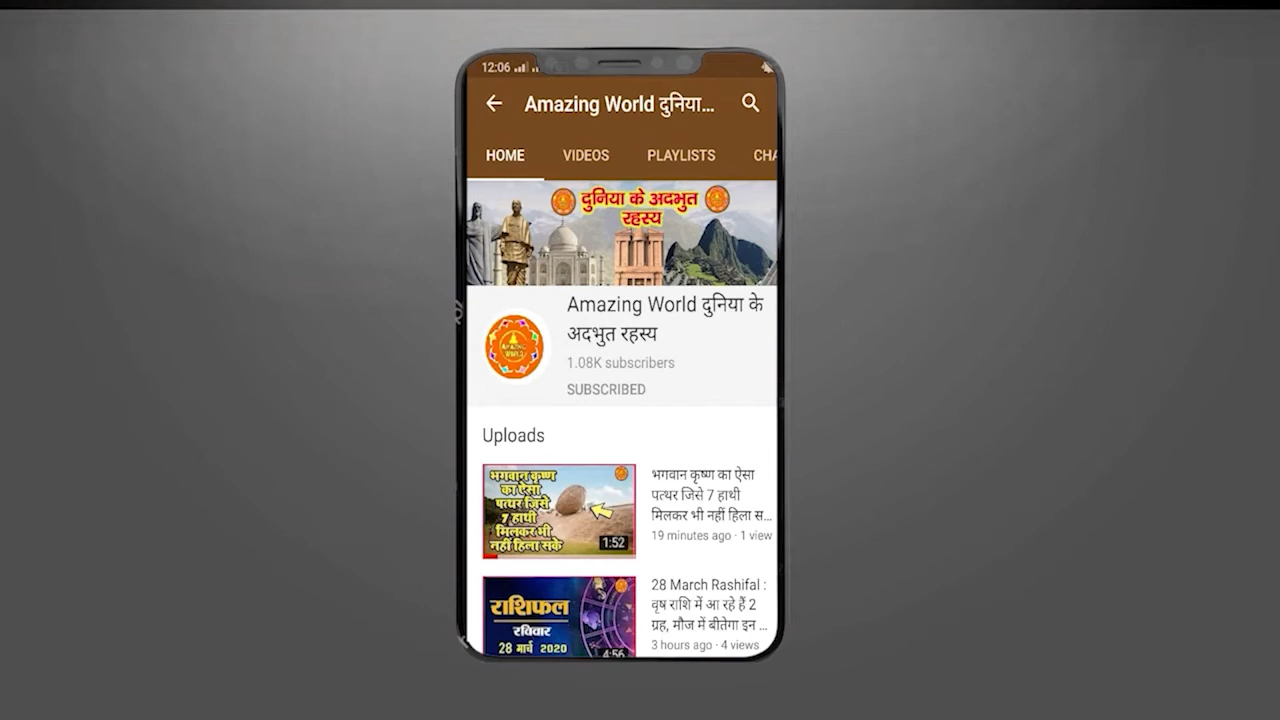 12:06
Amazing World दुनिया...
HOME VIDEOS PLAYLISTS CHA
दुनिया के अदभुत
रहस्य
Amazing World दुनिया के
अदभुत रहस्य
AMAZING
WORLD
1.08K subscribers
SUBSCRIBED
Uploads
भगवान कृष्ण
का ऐसा
पत्थर जिसे
7 हाथी
मिलकर भी
नहीं हिला सके
1:52
भगवान कृष्ण का ऐसा
पत्थर जिसे 7 हाथी
मिलकर भी नहीं हिला स...
19 minutes ago · 1 view
राशिफल
रविवार
28 मार्च 2020
4:56
28 March Rashifal :
वृष राशि में आ रहे हैं 2
ग्रह, मौज में बीतेगा इन ...
3 hours ago · 4 views